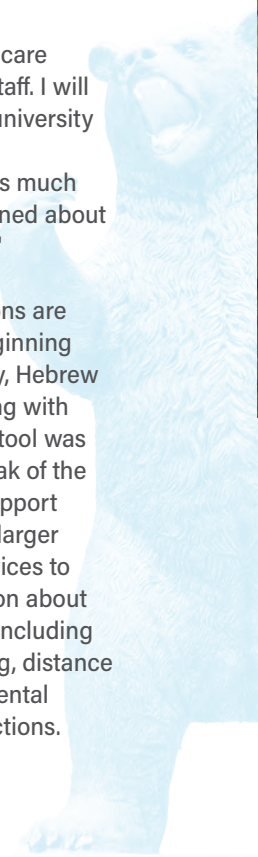 care
taff. I will
university
s much
ned about
ns are
ginning
y, Hebrew
ng with
tool was
ak of the
pport
larger
ices to
on about
including
g, distance
ental
ctions.